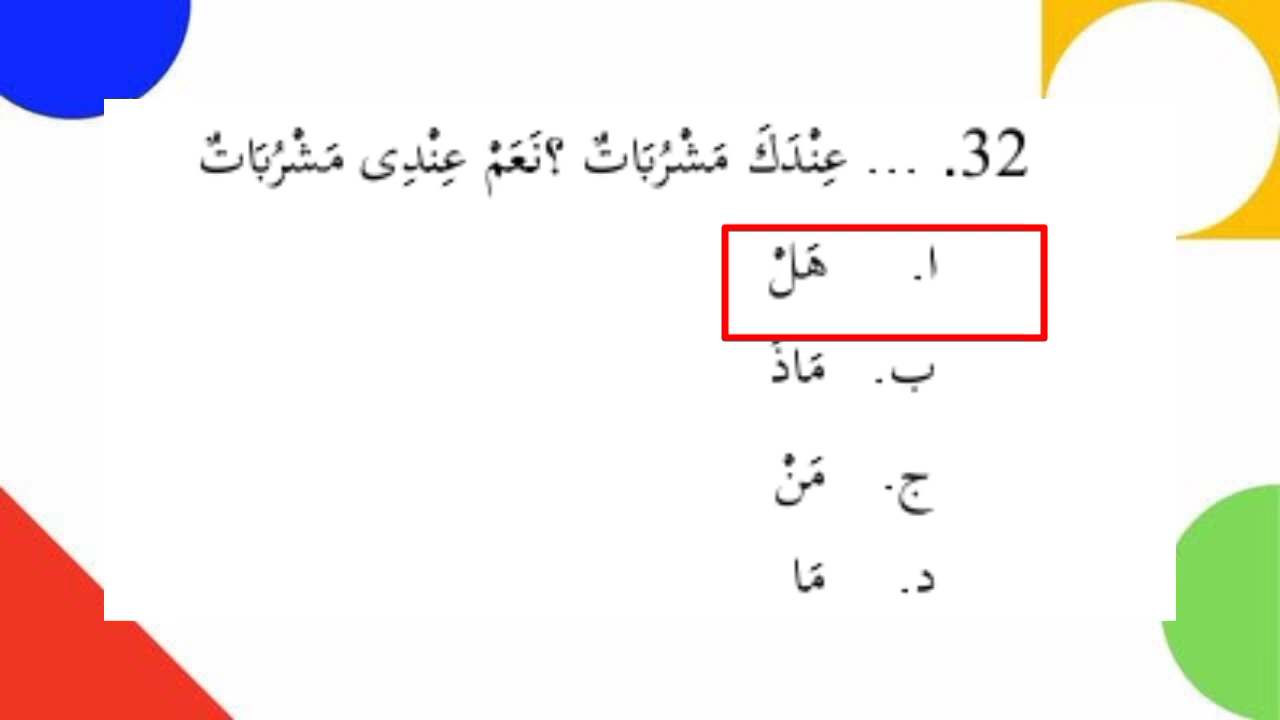 32. ... عِنْدَكَ مَشْرُبَاتٌ ؟نَعَمْ عِنْدِى مَشْرُبَاتٌ
ا. هَلْ
ب. مَاذَ
ج. مَنْ
د. مَا